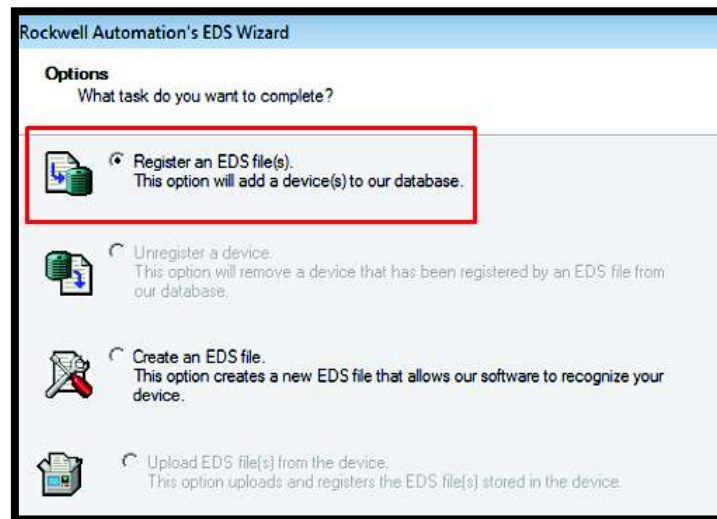 Rockwell Automation's EDS Wizard
Options
What task do you want to complete?
Register an EDS file(s).
This option will add a device(s) to our database.
Unregister a device.
This option will remove a device that has been registered by an EDS file from
our database.
Create an EDS file.
This option creates a new EDS file that allows our software to recognize your
device.
Upload EDS file(s) from the device.
This option uploads and registers the EDS file(s) stored in the device.